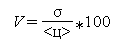 V = σ / <ц> * 100